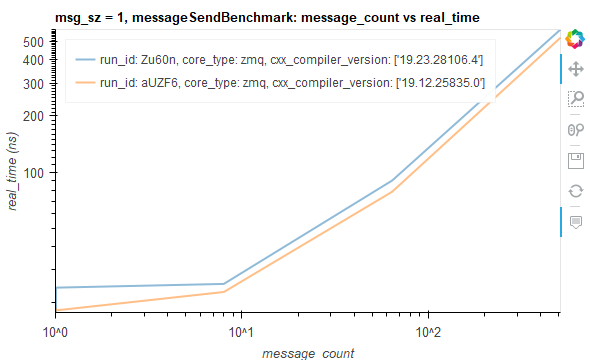 msg_sz = 1, messageSendBenchmark: message_count vs real_time
run_id: Zu60n, core_type: zmq, cxx_compiler_version: ['19.23.28106.4']
run_id: aUZF6, core_type: zmq, cxx_compiler_version: ['19.12.25835.0']
500
400
300
200
100
real_time (ns)
10^0 10^1 10^2
message_count